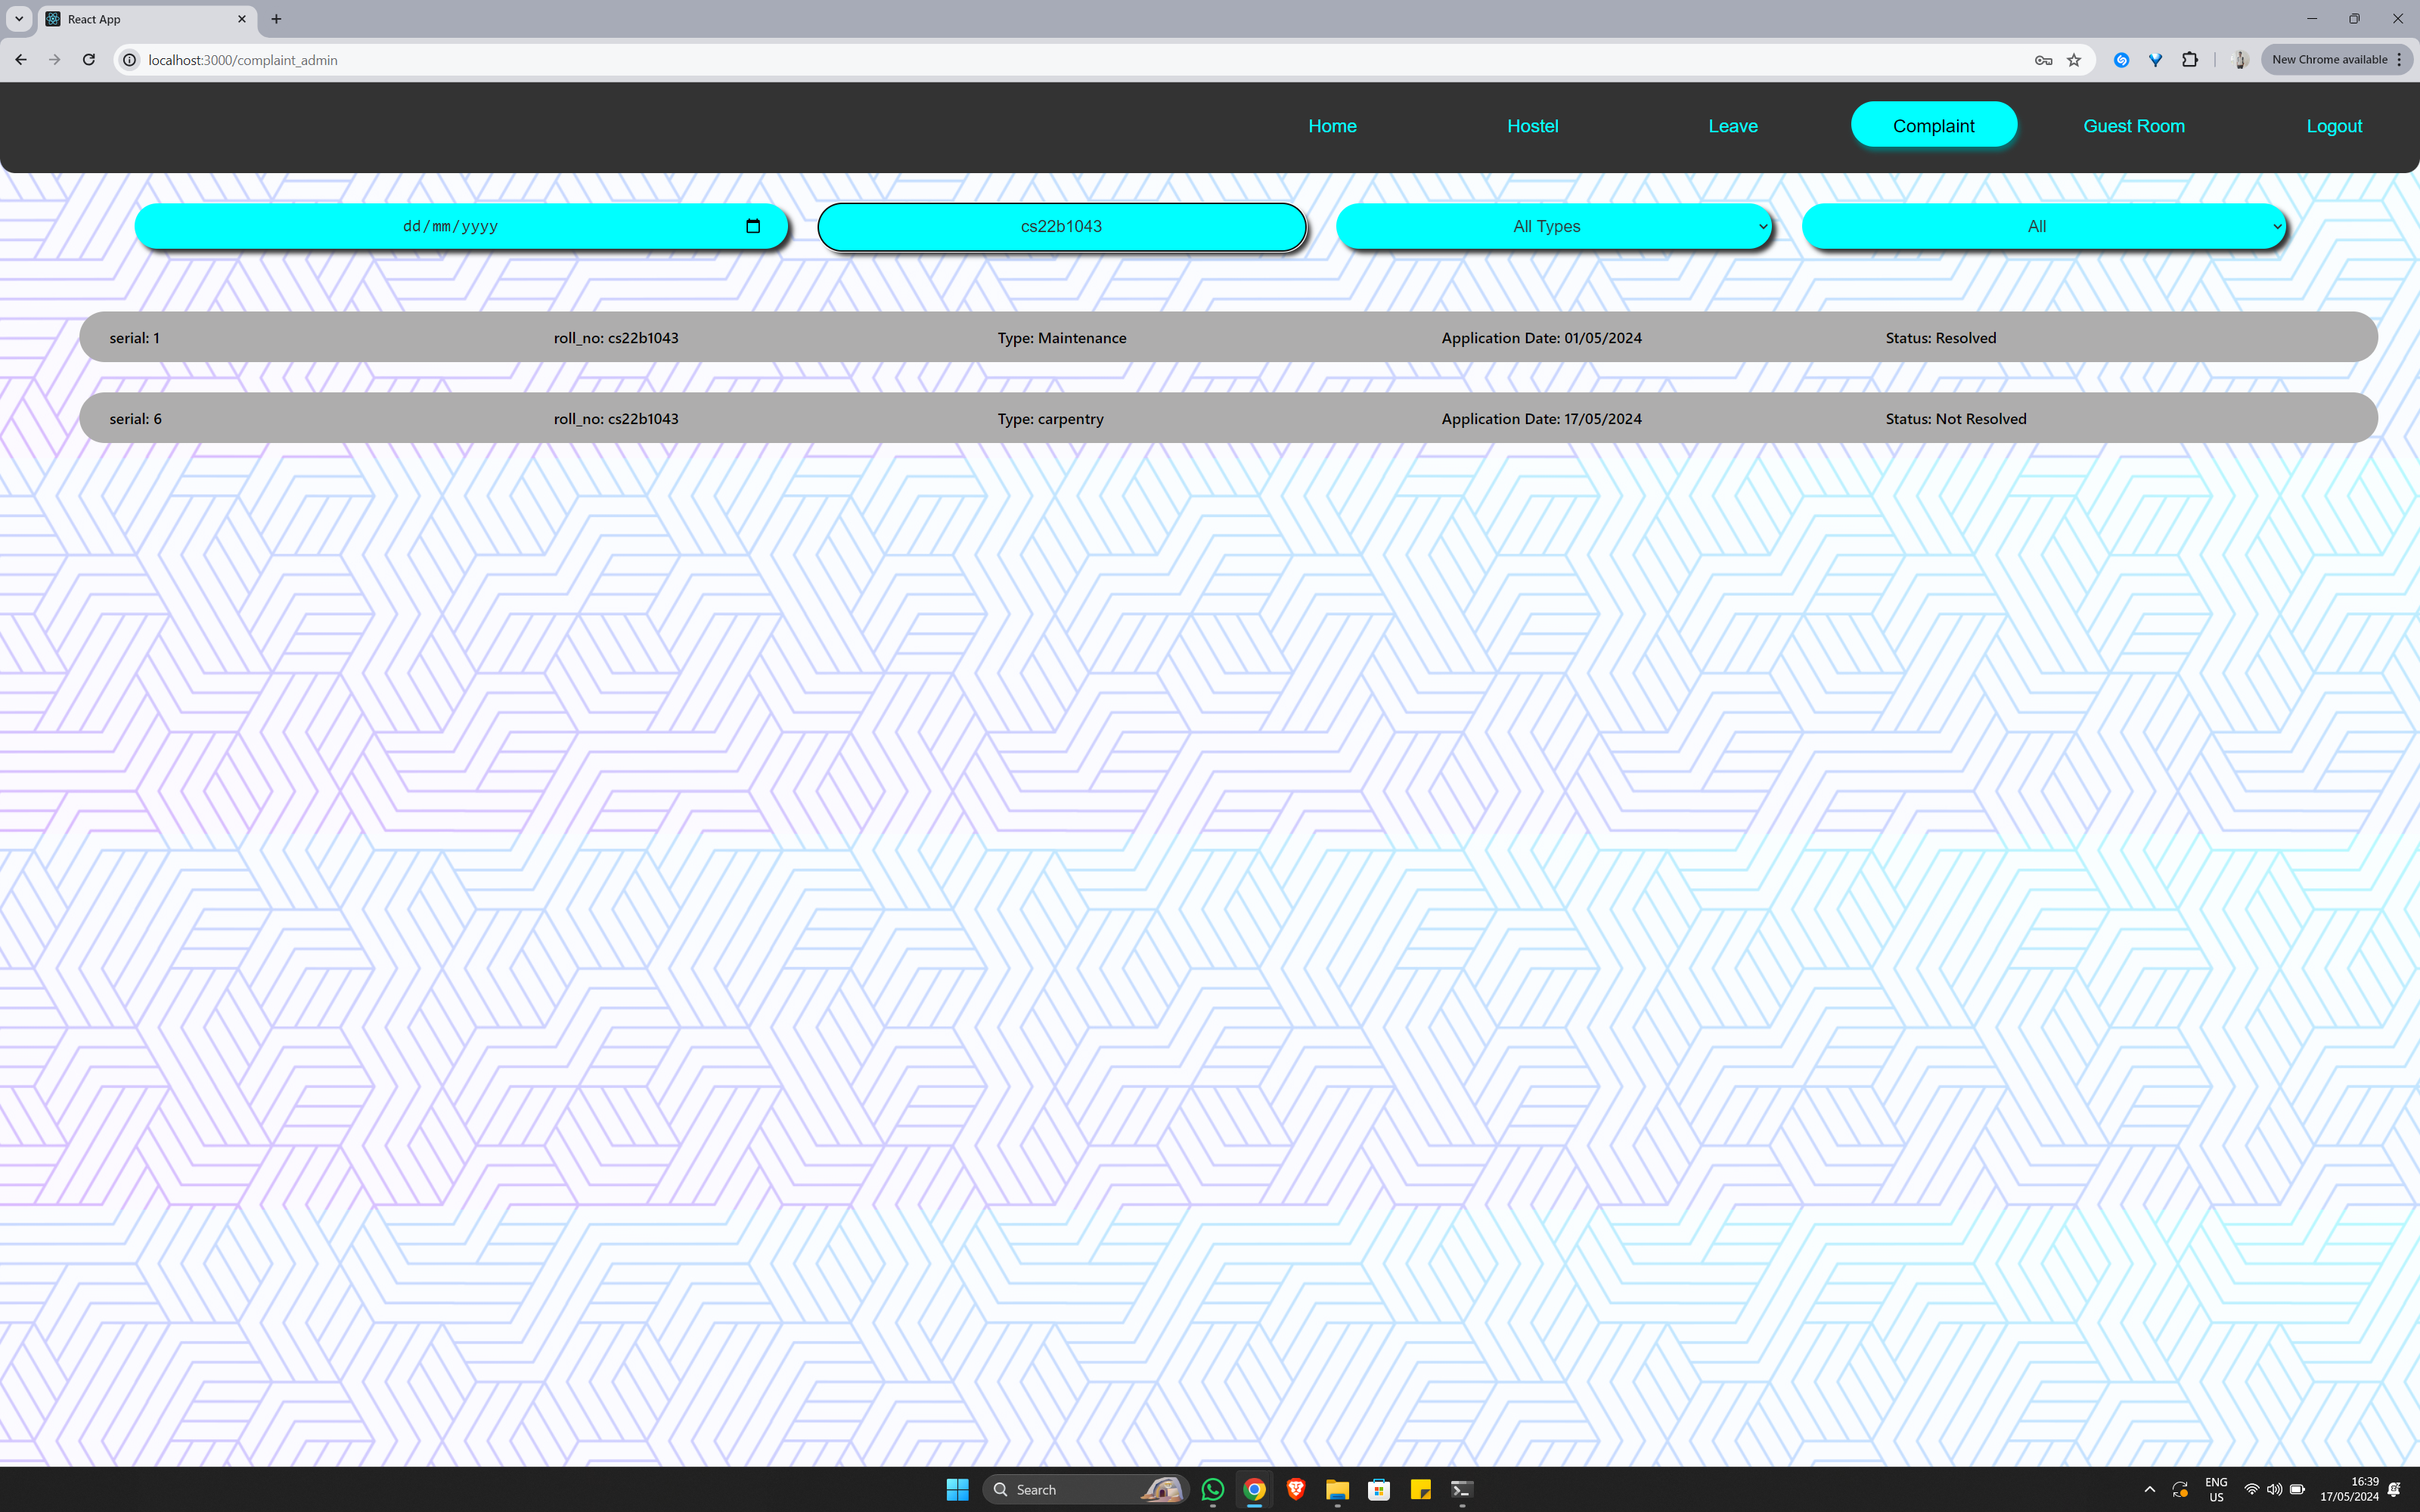 React App
localhost:3000/complaint_admin
New Chrome available
Home Hostel Leave Complaint Guest Room Logout
dd/mm/yyyy cs22b1043 All Types All
serial: 1 roll_no: cs22b1043 Type: Maintenance Application Date: 01/05/2024 Status: Resolved
serial: 6 roll_no: cs22b1043 Type: carpentry Application Date: 17/05/2024 Status: Not Resolved
Search
ENG
US
16:39
17/05/2024